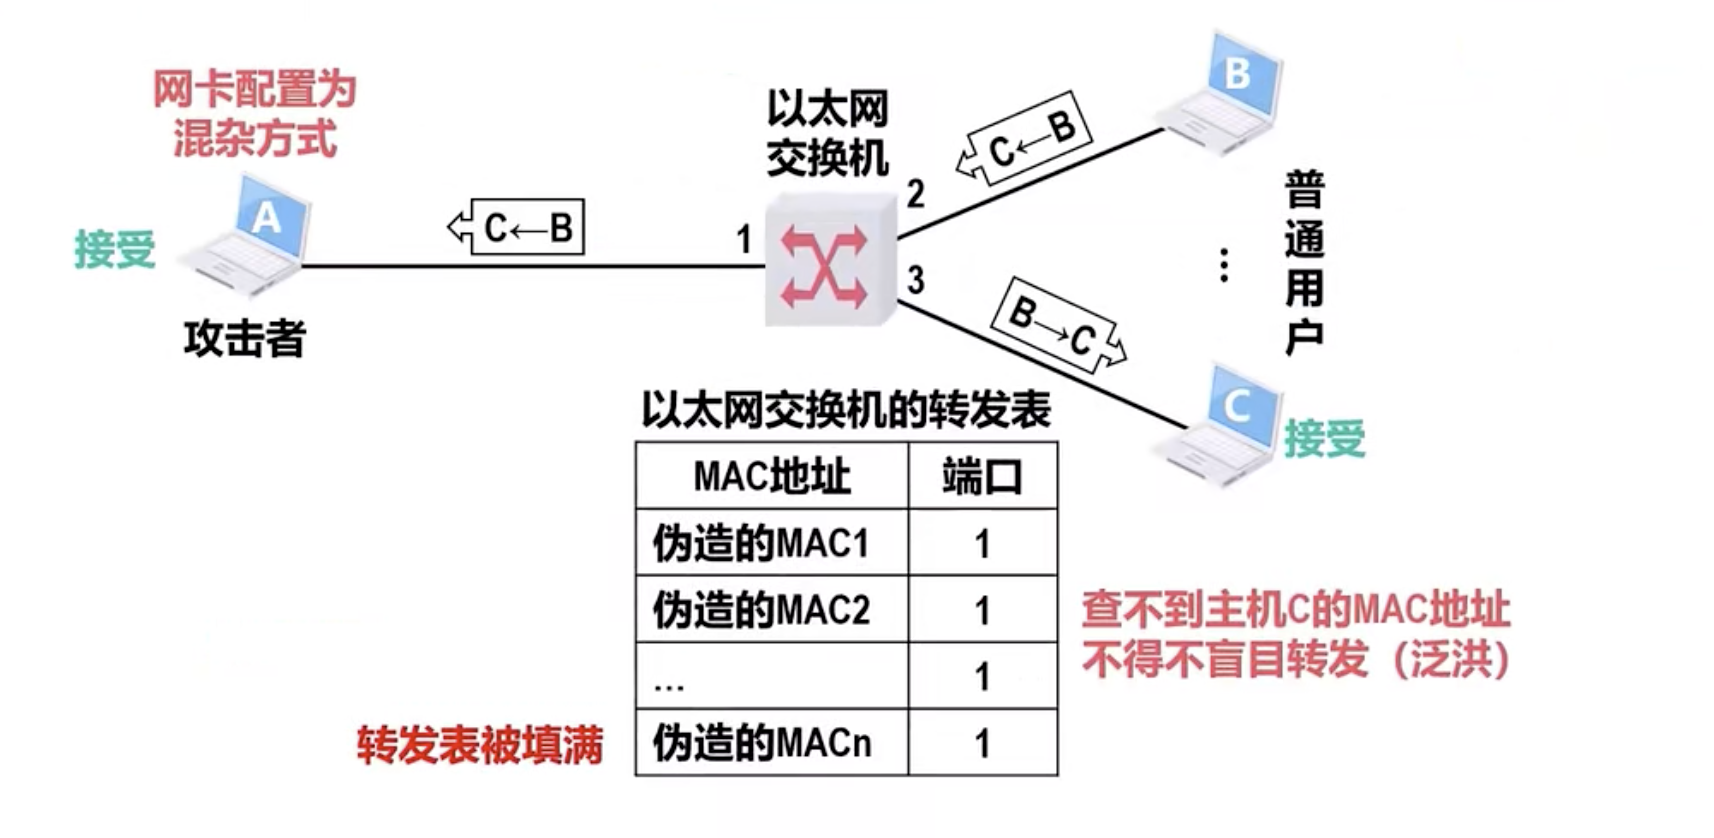 网卡配置为
混杂方式
A
接受
攻击者
C←B
以太网
交换机
1
2
3
C←B
B
B→C
C
接受
普通用户
⋮
以太网交换机的转发表
MAC地址 端口
伪造的MAC1 1
伪造的MAC2 1
... 1
伪造的MACn 1
转发表被填满
查不到主机C的MAC地址
不得不盲目转发（泛洪）